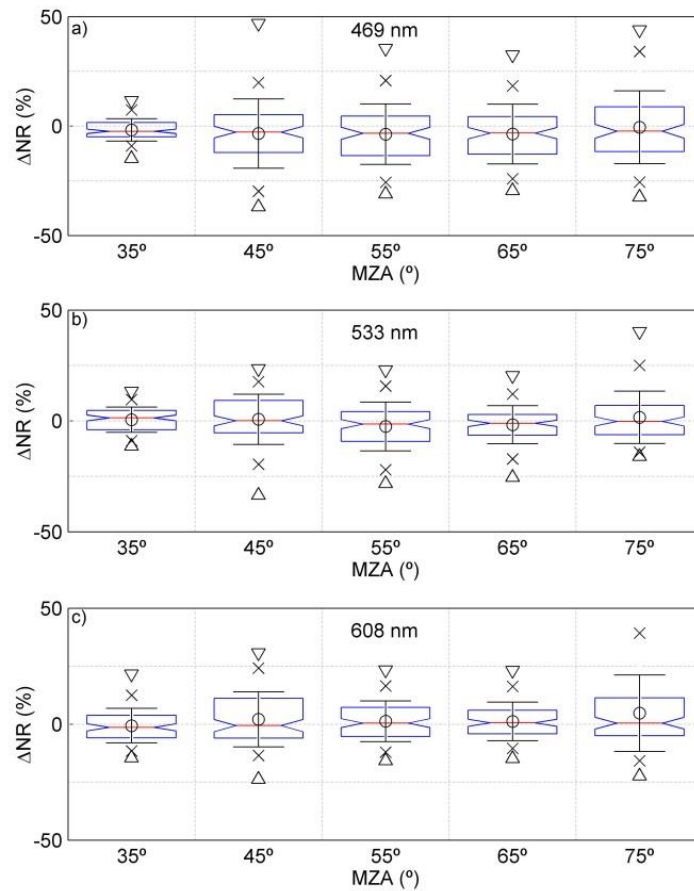 a)
469 nm
ΔNR (%)
50
0
-50
35º 45º 55º 65º 75º
MZA (º)
b)
533 nm
ΔNR (%)
50
0
-50
35º 45º 55º 65º 75º
MZA (º)
c)
608 nm
ΔNR (%)
50
0
-50
35º 45º 55º 65º 75º
MZA (º)